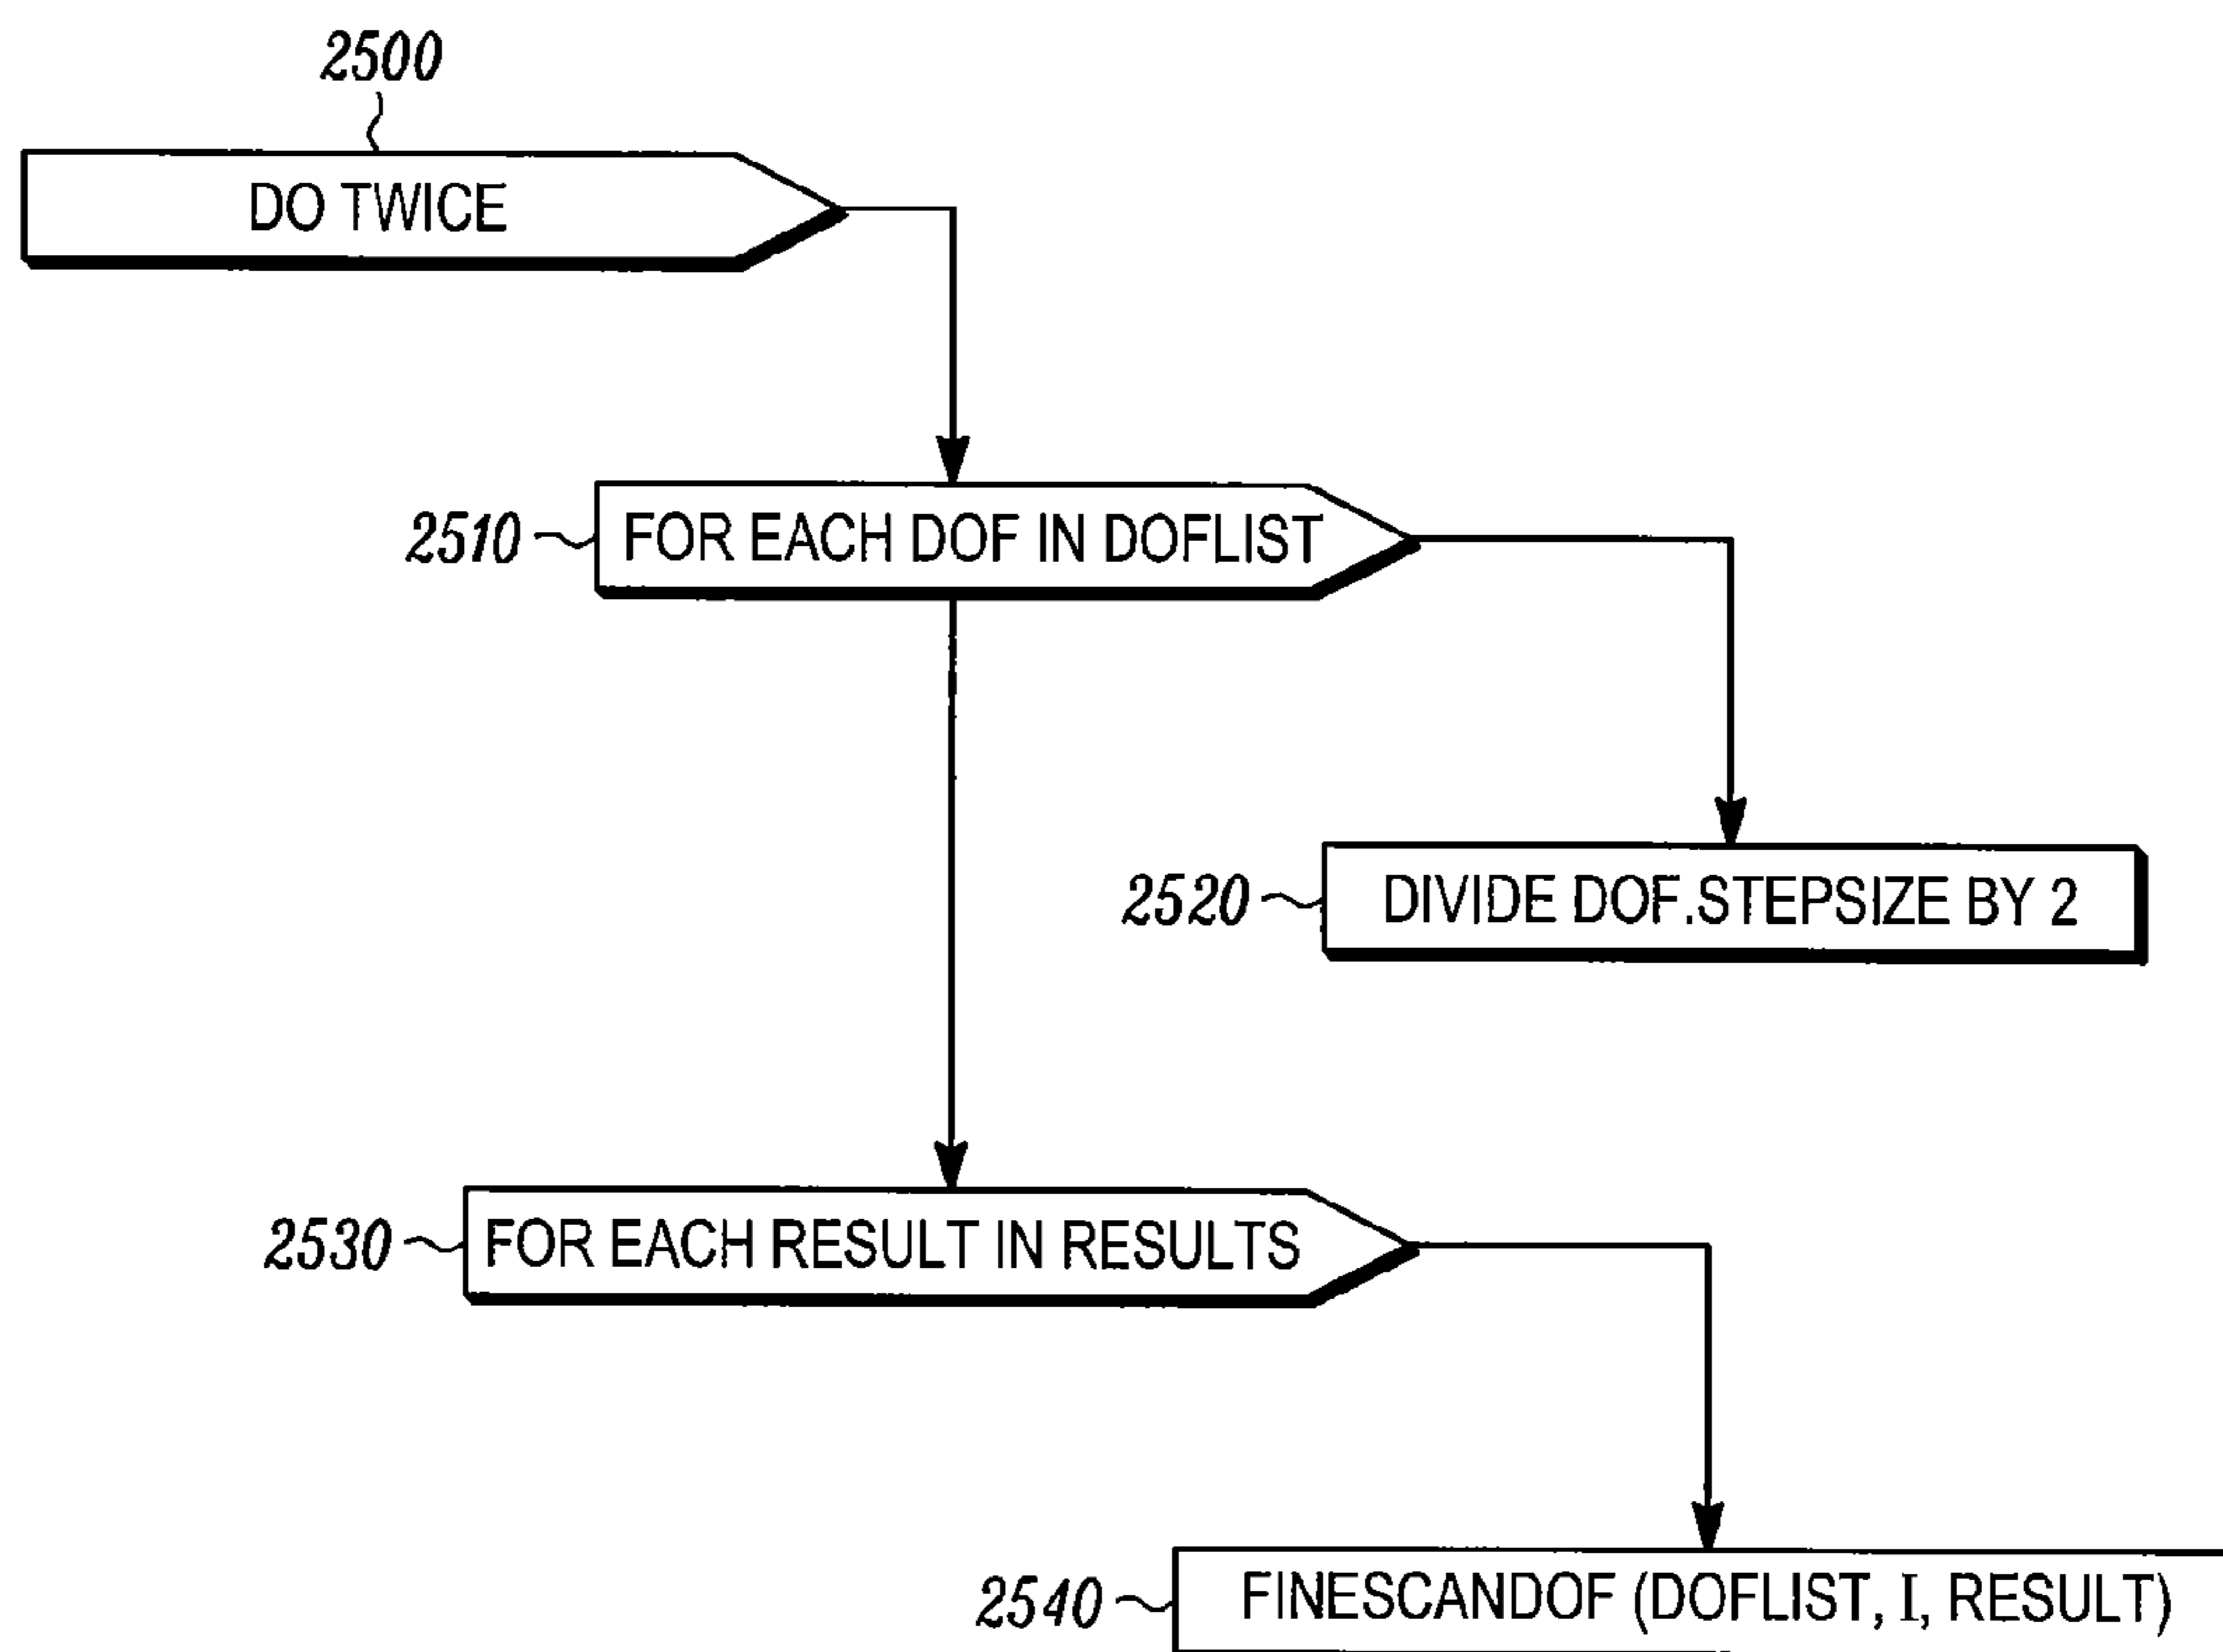 2500
DO TWICE
2510
FOR EACH DOF IN DOFLIST
2520
DIVIDE DOF.STEPSIZE BY 2
2530
FOR EACH RESULT IN RESULTS
2540
FINESCANDOF (DOFLIST, I, RESULT)